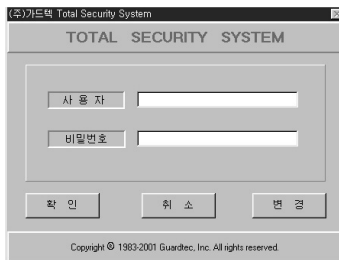 (주)가드텍 Total Security System
TOTAL SECURITY SYSTEM
사 용 자
비밀번호
확 인 취 소 변 경
Copyright © 1983-2001 Guardtec, Inc. All rights reserved.